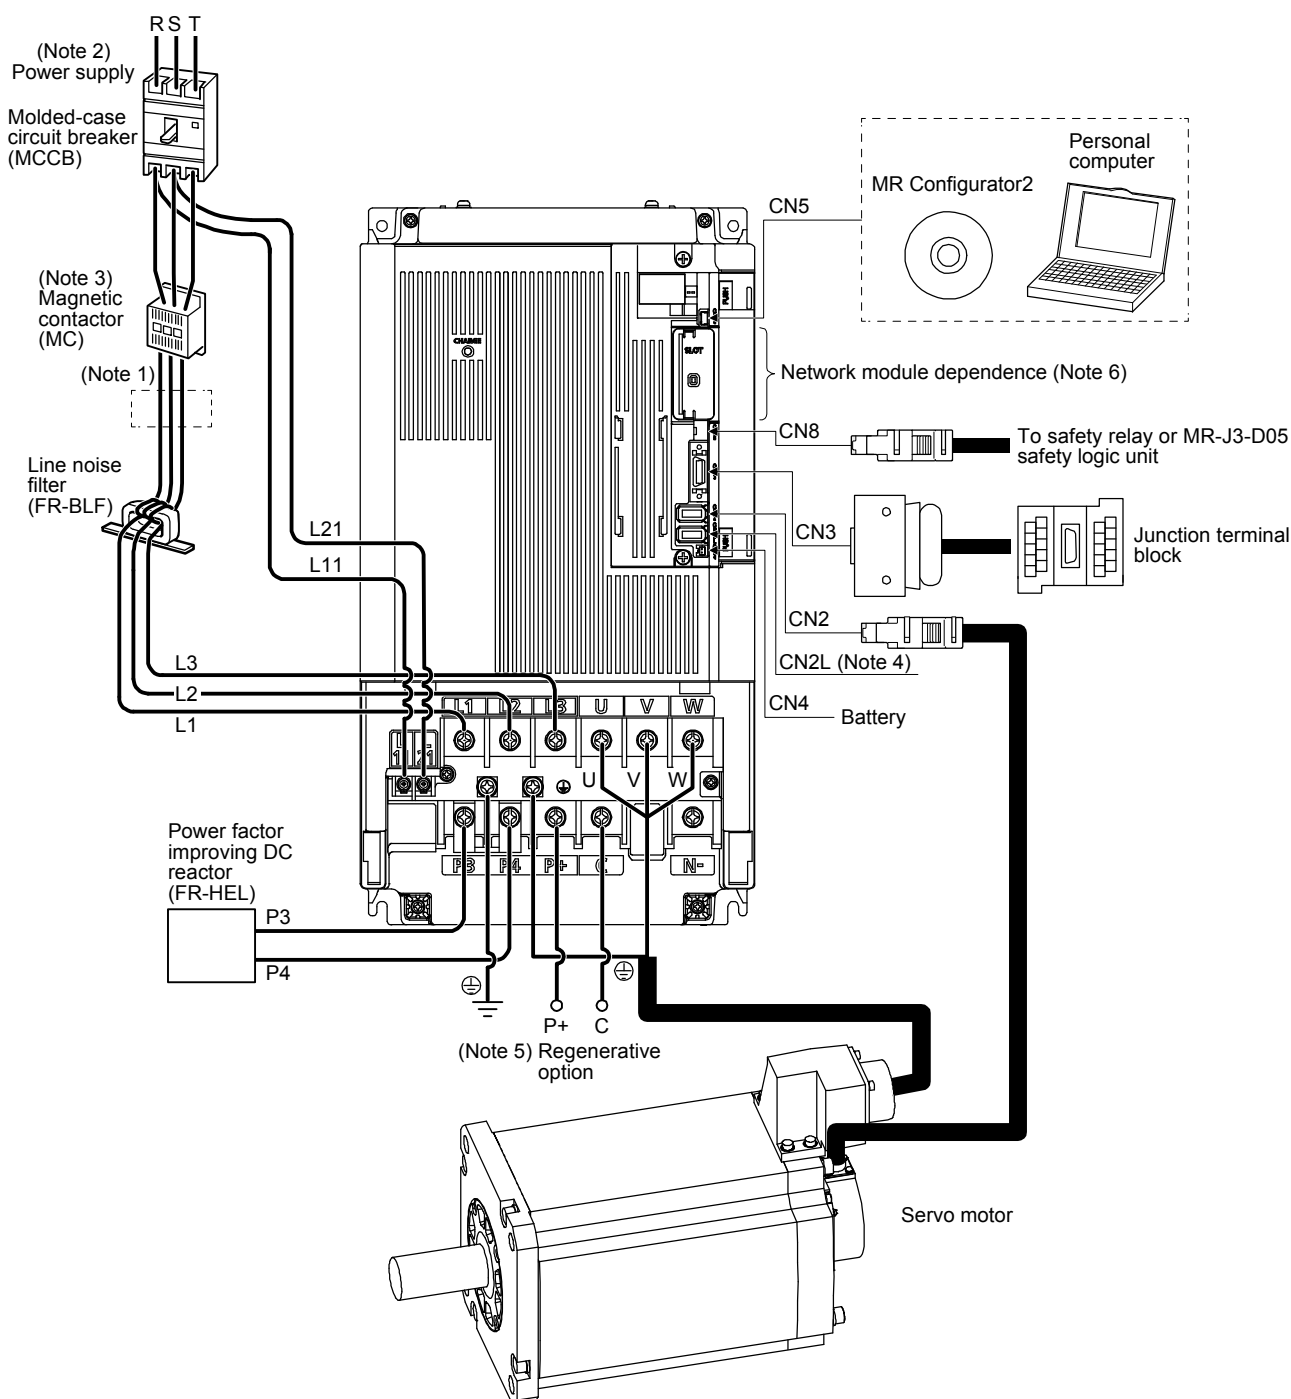 R S T
(Note 2)
Power supply
Molded-case
circuit breaker
(MCCB)
Personal
computer
MR Configurator2
CN5
(Note 3)
Magnetic
contactor
(MC)
PUSH
CHARGE
SLOT
(Note 1)
Network module dependence (Note 6)
CN8
To safety relay or MR-J3-D05
safety logic unit
Line noise
filter
(FR-BLF)
L21
L11
CN3
Junction terminal
block
PUSH
CN2
CN2L (Note 4)
L3
L2
L1
CN4
Battery
L1 L2 L3 U V W
U V W
Power factor
improving DC
reactor
(FR-HEL)
P3 P4 P+ C N-
P3
P4
P+ C
(Note 5) Regenerative
option
Servo motor